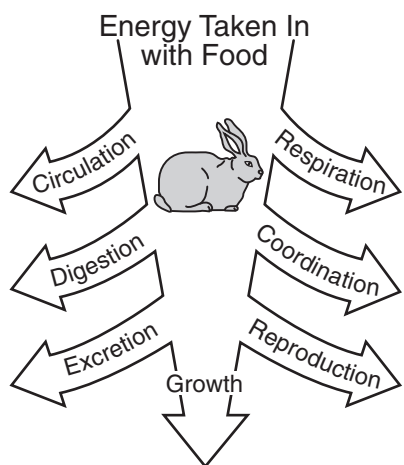 Energy Taken In
with Food
Circulation
Respiration
Digestion
Coordination
Excretion
Reproduction
Growth